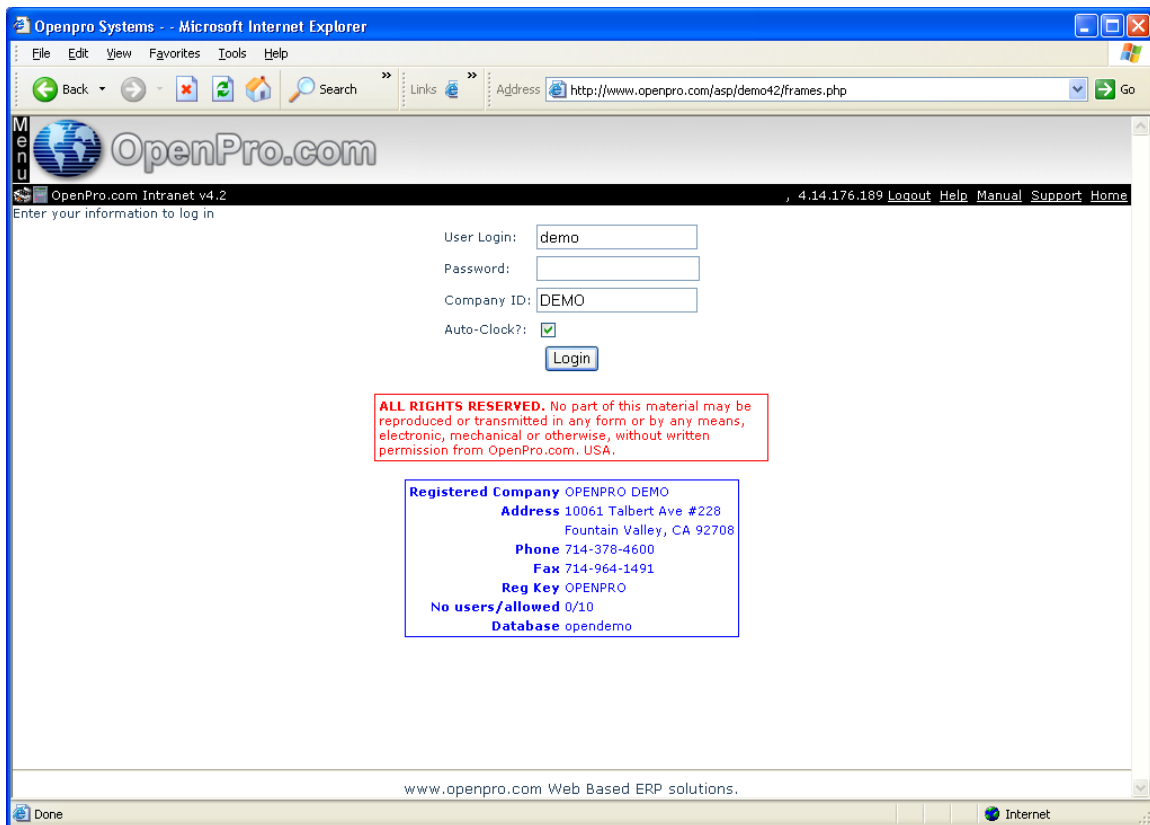 Openpro Systems - - Microsoft Internet Explorer
File Edit View Favorites Tools Help
Back Search » Links » Address http://www.openpro.com/asp/demo42/frames.php Go
Menu
OpenPro.com
OpenPro.com Intranet v4.2 , 4.14.176.189 Logout Help Manual Support Home
Enter your information to log in
User Login: demo
Password:
Company ID: DEMO
Auto-Clock?:
Login
ALL RIGHTS RESERVED. No part of this material may be
reproduced or transmitted in any form or by any means,
electronic, mechanical or otherwise, without written
permission from OpenPro.com. USA.
Registered Company OPENPRO DEMO
Address 10061 Talbert Ave #228
Fountain Valley, CA 92708
Phone 714-378-4600
Fax 714-964-1491
Reg Key OPENPRO
No users/allowed 0/10
Database opendemo
www.openpro.com Web Based ERP solutions.
Done Internet